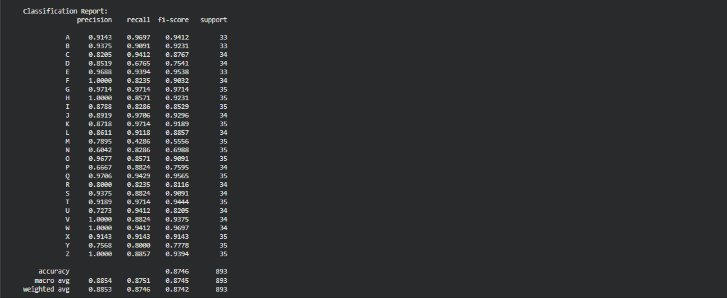 Classification Report:
precision recall f1-score support
A 0.9143 0.9697 0.9412 33
B 0.9375 0.9091 0.9231 33
C 0.8205 0.9412 0.8767 34
D 0.8519 0.6765 0.7541 34
E 0.9688 0.9394 0.9538 33
F 1.0000 0.8235 0.9032 34
G 0.9714 0.9714 0.9714 35
H 1.0000 0.8571 0.9231 35
I 0.8788 0.8286 0.8529 35
J 0.8919 0.9706 0.9296 34
K 0.8718 0.9714 0.9189 35
L 0.8611 0.9118 0.8857 34
M 0.7895 0.4286 0.5556 35
N 0.6042 0.8286 0.6988 35
O 0.9677 0.8571 0.9091 35
P 0.6667 0.8824 0.7595 34
Q 0.9706 0.9429 0.9565 35
R 0.8000 0.8235 0.8116 34
S 0.9375 0.8824 0.9091 34
T 0.9189 0.9714 0.9444 35
U 0.7273 0.9412 0.8205 34
V 1.0000 0.8824 0.9375 34
W 1.0000 0.9412 0.9697 34
X 0.9143 0.9143 0.9143 35
Y 0.7568 0.8000 0.7778 35
Z 1.0000 0.8857 0.9394 35
accuracy 0.8746 893
macro avg 0.8854 0.8751 0.8745 893
weighted avg 0.8853 0.8746 0.8742 893